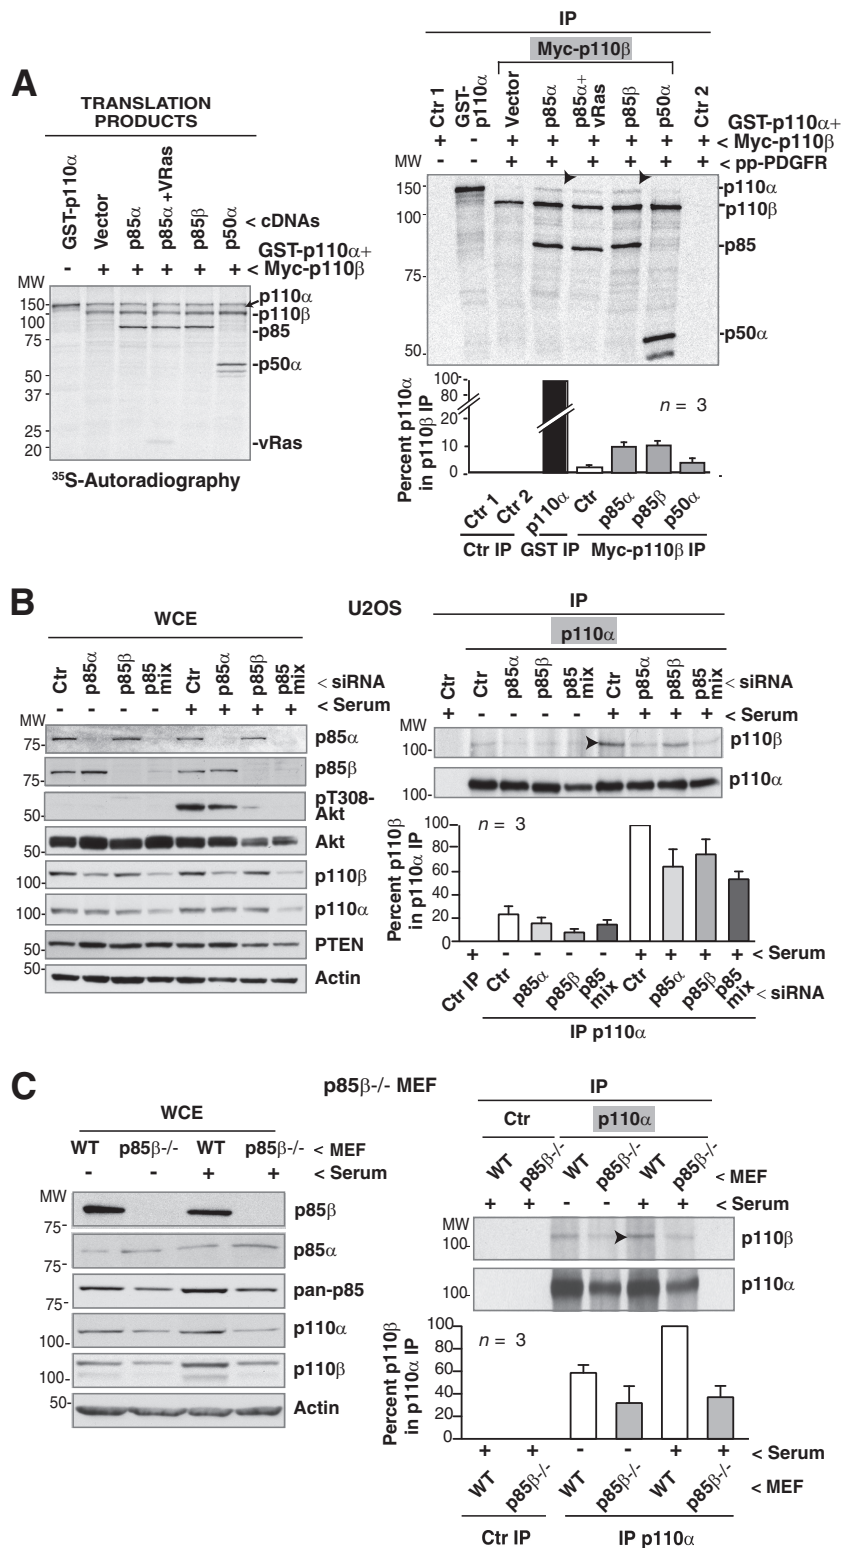 A
TRANSLATION
PRODUCTS
GST-p110α
Vector
p85α
p85α +VRas
p85β
p50α
< cDNAs
GST-p110α+
- + + + + + < Myc-p110β
MW
150-
100
75-
50-
37-
25-
20-
p110α
-p110β
-p85
-p50α
-vRas
³⁵S-Autoradiography
IP
Myc-p110β
Ctr 1
GST-
p110α
Vector
p85α
p85α+
vRas
p85β
p50α
Ctr 2
GST-p110α+
+ - + + + + + + < Myc-p110β
MW - - + + + + + + < pp-PDGFR
150-
100-
75-
50-
-p110α
-p110β
-p85
-p50α
Percent p110α
in p110β IP
100-
80-
20
10
0
n = 3
Ctr 1
Ctr 2
p110α
Ctr
p85α
p85β
p50α
Ctr IP
GST IP
Myc-p110β IP
B
U2OS
WCE
Ctr
p85α
p85β
p85
mix
Ctr
p85α
p85β
p85
mix
< siRNA
- - - - + + + + < Serum
MW
75- p85α
75- p85β
50- pT308-
Akt
50- Akt
100- p110β
100- p110α
50- PTEN
50- Actin
IP
p110α
Ctr
Ctr
p85α
p85β
p85
mix
Ctr
p85α
p85β
p85
mix
< siRNA
+ - - - - + + + + < Serum
MW
100- p110β
100- p110α
Percent p110β
in p110α IP
100
80
60
40
20
0
n = 3
+ - - - - + + + + < Serum
Ctr IP
Ctr
p85α
p85β
p85
mix
Ctr
p85α
p85β
p85
mix
< siRNA
IP p110α
C
p85β-/- MEF
WCE
WT p85β-/- WT p85β-/- < MEF
- - + + < Serum
MW
75- p85β
p85α
75- pan-p85
100- p110α
100- p110β
50- Actin
IP
Ctr p110α
WT
p85β-/-
WT
p85β-/-
WT
p85β-/-
< MEF
+ + - - + + < Serum
MW
100- p110β
100- p110α
Percent p110β
in p110α IP
100
80
60
40
20
0
n = 3
+ + - - + + < Serum
WT
p85β-/-
WT
p85β-/-
WT
p85β-/-
< MEF
Ctr IP
IP p110α